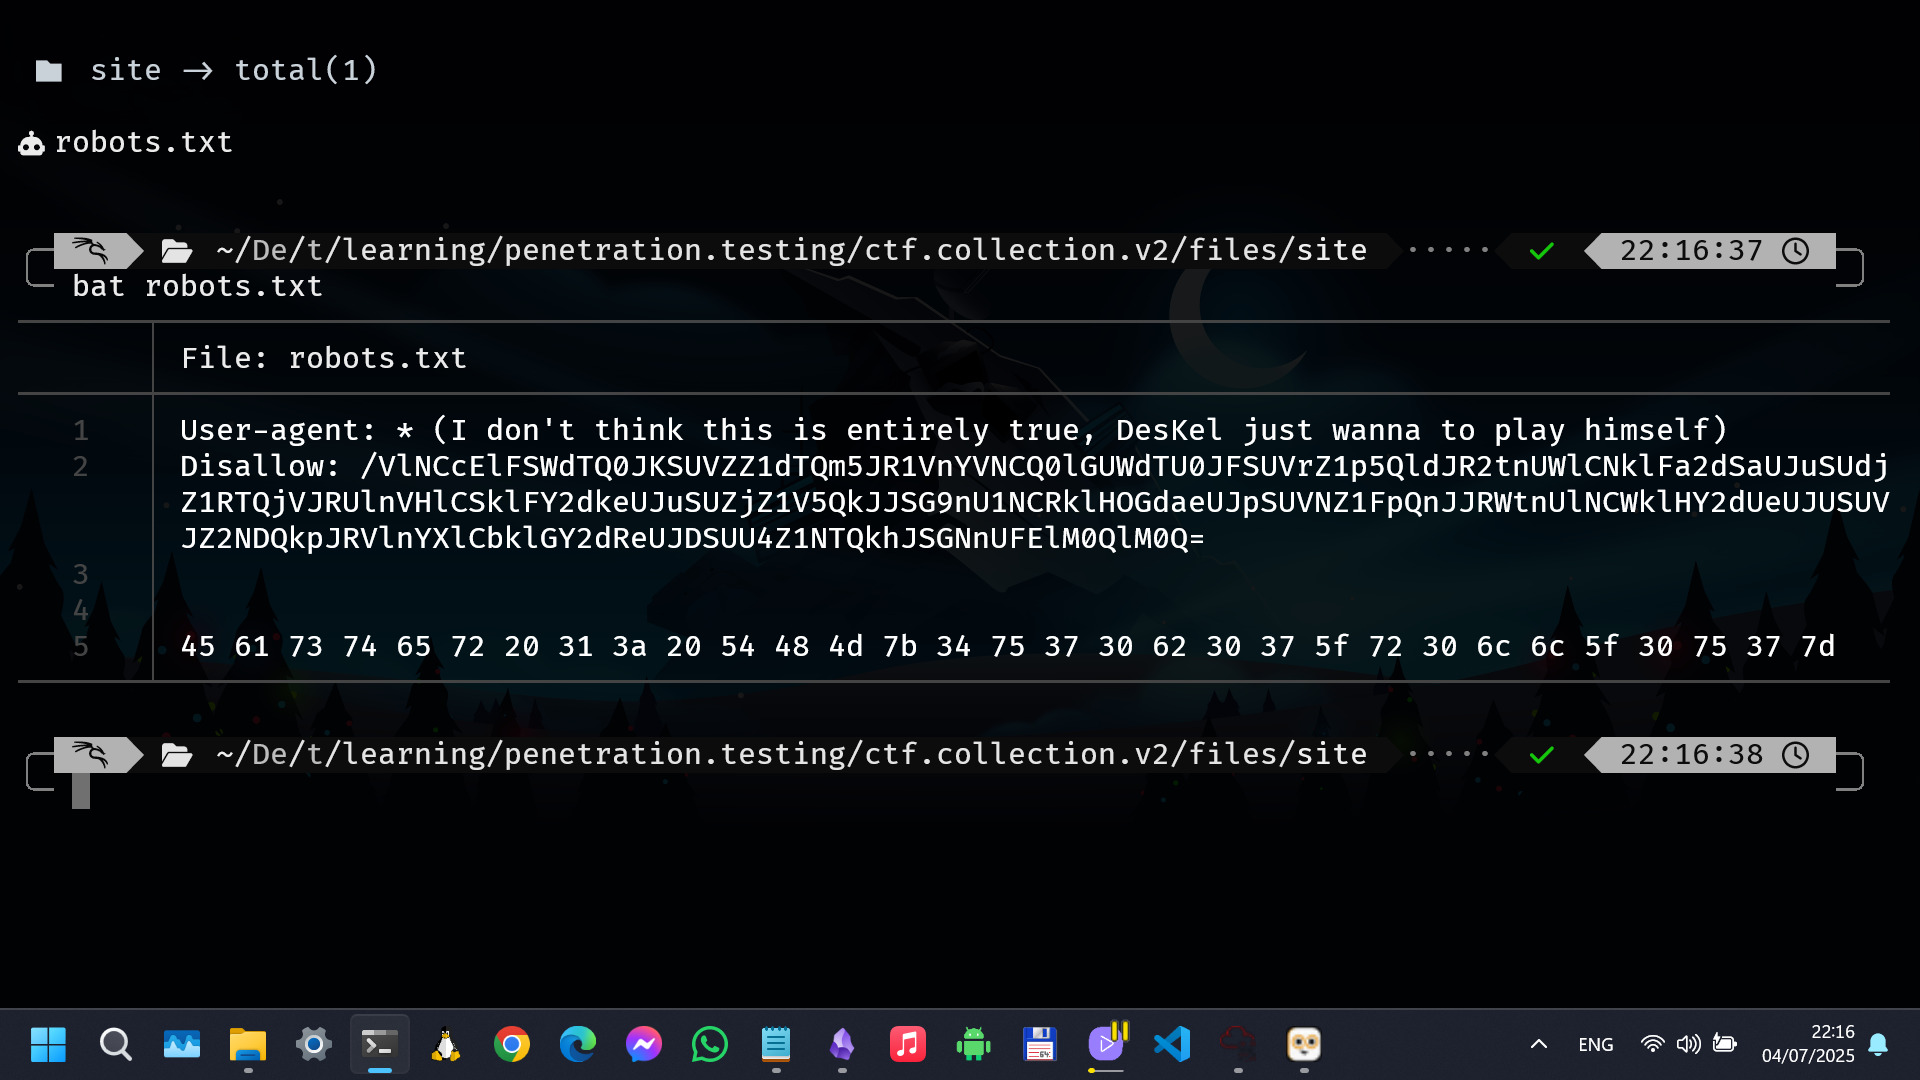 site → total(1)
robots.txt
~/De/t/learning/penetration.testing/ctf.collection.v2/files/site ····· ✓ 22:16:37
bat robots.txt
File: robots.txt
1 User-agent: * (I don't think this is entirely true, DesKel just wanna to play himself)
2 Disallow: /VlNCcElFSWdTQ0JKSUVZZ1dTQm5JR1VnYVNCQ0lGUWdTU0JFSUVrZ1p5QldJR2tnUWlCNklFa2dSaUJuSUdj
Z1RTQjVJRUlnVHlCSklFY2dkeUJuSUZjZ1V5QkJJSG9nU1NCRklHOGdaeUJpSUVNZ1FpQnJJRWtnUlNCWklHY2dUeUJUSUV
JZ2NDQkpJRVlnYXlCbklGY2dReUJDSUU4Z1NTQkhJSGNnUFElM0QlM0Q=
3
4
5 45 61 73 74 65 72 20 31 3a 20 54 48 4d 7b 34 75 37 30 62 30 37 5f 72 30 6c 6c 5f 30 75 37 7d
~/De/t/learning/penetration.testing/ctf.collection.v2/files/site ····· ✓ 22:16:38
ENG
22:16
04/07/2025